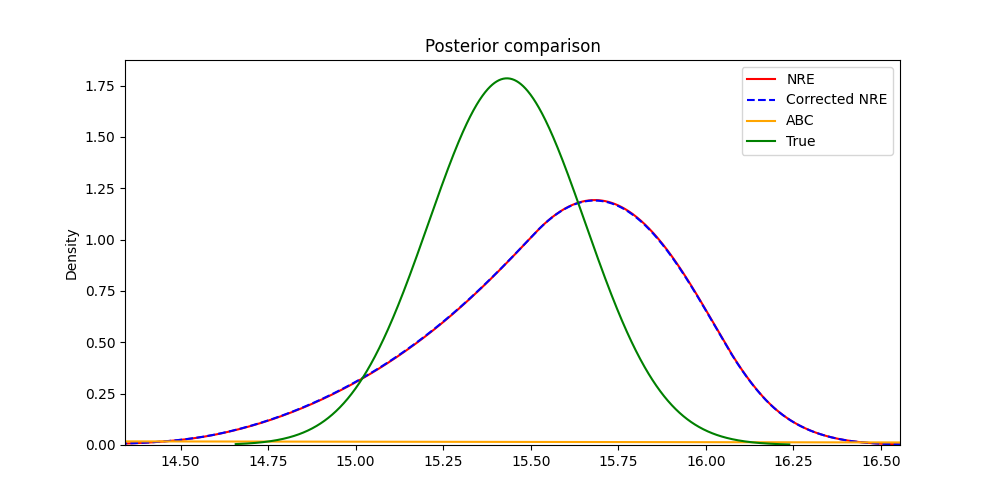 Posterior comparison
NRE
Corrected NRE
ABC
True
Density
1.75
1.50
1.25
1.00
0.75
0.50
0.25
0.00
14.50 14.75 15.00 15.25 15.50 15.75 16.00 16.25 16.50